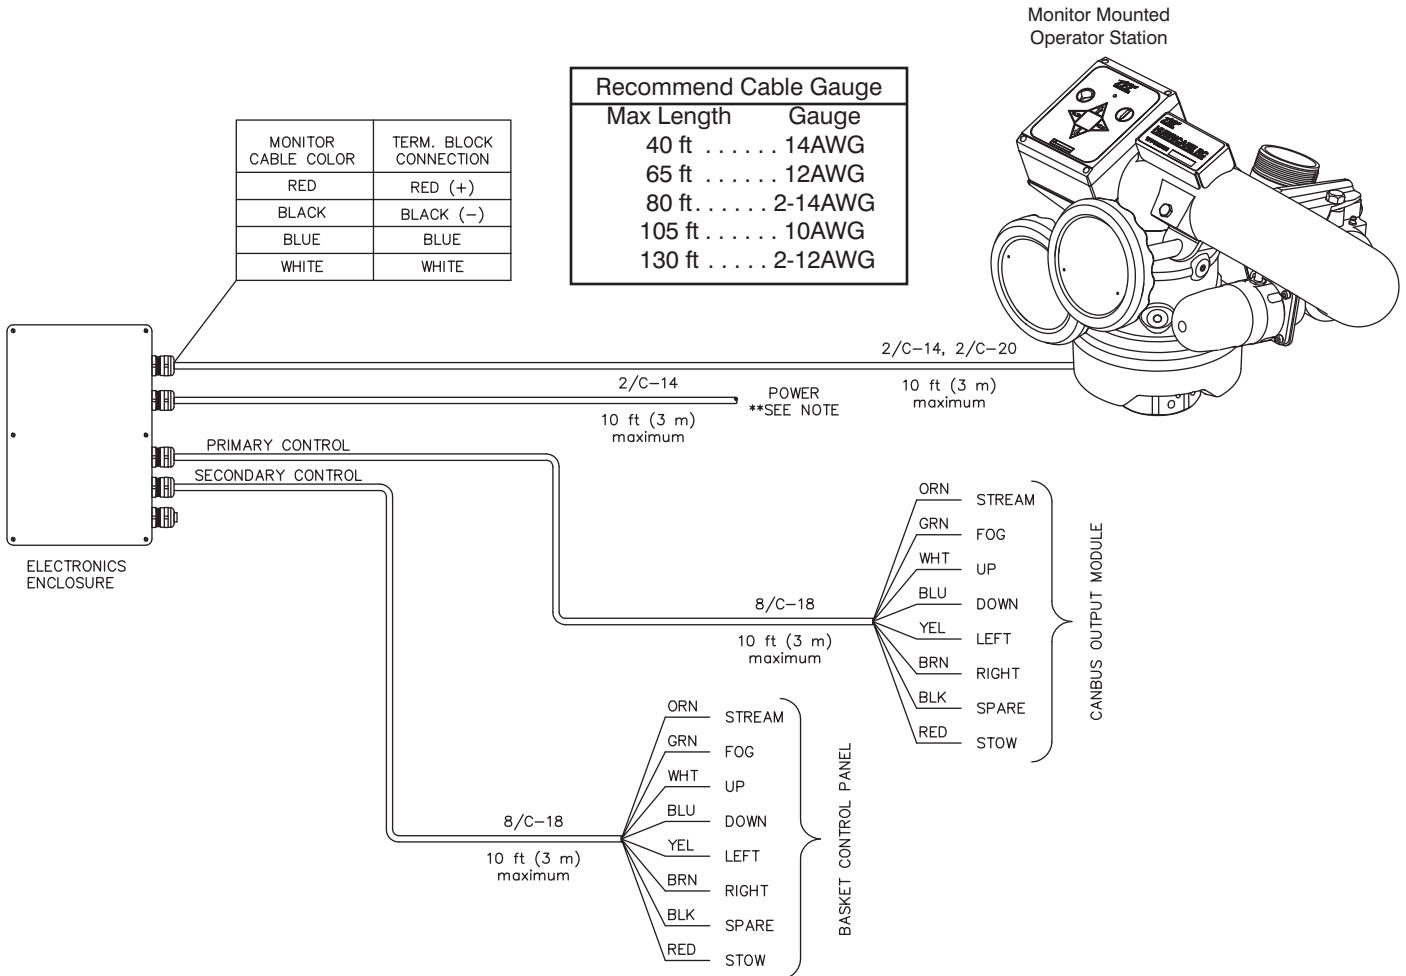 Monitor Mounted
Operator Station
Recommend Cable Gauge
Max Length Gauge
40 ft . . . . . . 14AWG
65 ft . . . . . . 12AWG
80 ft. . . . . . 2-14AWG
105 ft . . . . . . 10AWG
130 ft . . . . . 2-12AWG
MONITOR CABLE COLOR TERM. BLOCK CONNECTION
RED RED (+)
BLACK BLACK (-)
BLUE BLUE
WHITE WHITE
2/C-14, 2/C-20
10 ft (3 m)
maximum
2/C-14
10 ft (3 m)
maximum
POWER
**SEE NOTE
PRIMARY CONTROL
SECONDARY CONTROL
ELECTRONICS
ENCLOSURE
8/C-18
10 ft (3 m)
maximum
ORN STREAM
GRN FOG
WHT UP
BLU DOWN
YEL LEFT
BRN RIGHT
BLK SPARE
RED STOW
CANBUS OUTPUT MODULE
8/C-18
10 ft (3 m)
maximum
ORN STREAM
GRN FOG
WHT UP
BLU DOWN
YEL LEFT
BRN RIGHT
BLK SPARE
RED STOW
BASKET CONTROL PANEL